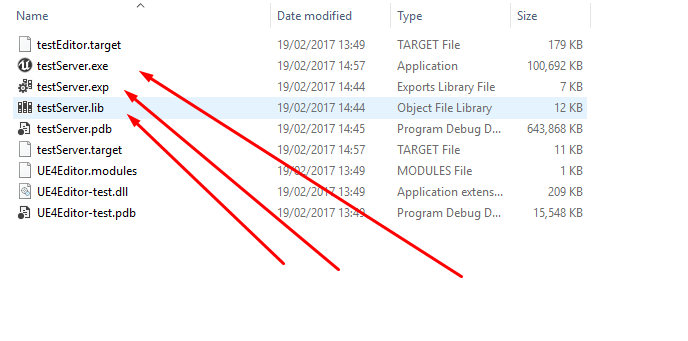 Name Date modified Type Size
testEditor.target 19/02/2017 13:49 TARGET File 179 KB
testServer.exe 19/02/2017 14:57 Application 100,692 KB
testServer.exp 19/02/2017 14:44 Exports Library File 7 KB
testServer.lib 19/02/2017 14:44 Object File Library 12 KB
testServer.pdb 19/02/2017 14:45 Program Debug D... 643,868 KB
testServer.target 19/02/2017 14:57 TARGET File 11 KB
UE4Editor.modules 19/02/2017 13:49 MODULES File 1 KB
UE4Editor-test.dll 19/02/2017 13:49 Application extens... 209 KB
UE4Editor-test.pdb 19/02/2017 13:49 Program Debug D... 15,548 KB